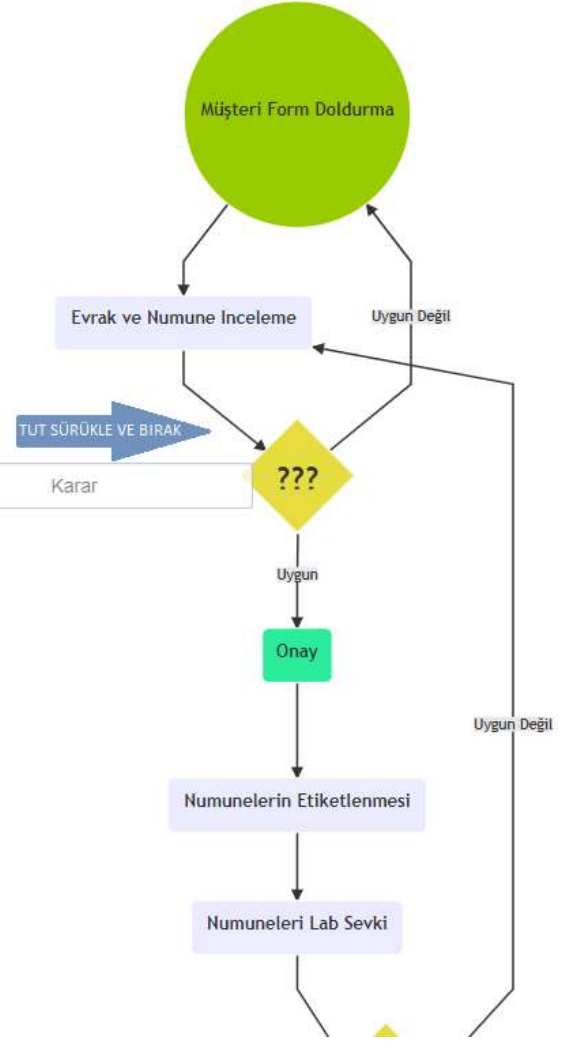 Müşteri Form Doldurma
Evrak ve Numune Inceleme
Uygun Değil
TUT SÜRÜKLE VE BIRAK
Karar
???
Uygun
Onay
Uygun Değil
Numunelerin Etiketlenmesi
Numuneleri Lab Sevki